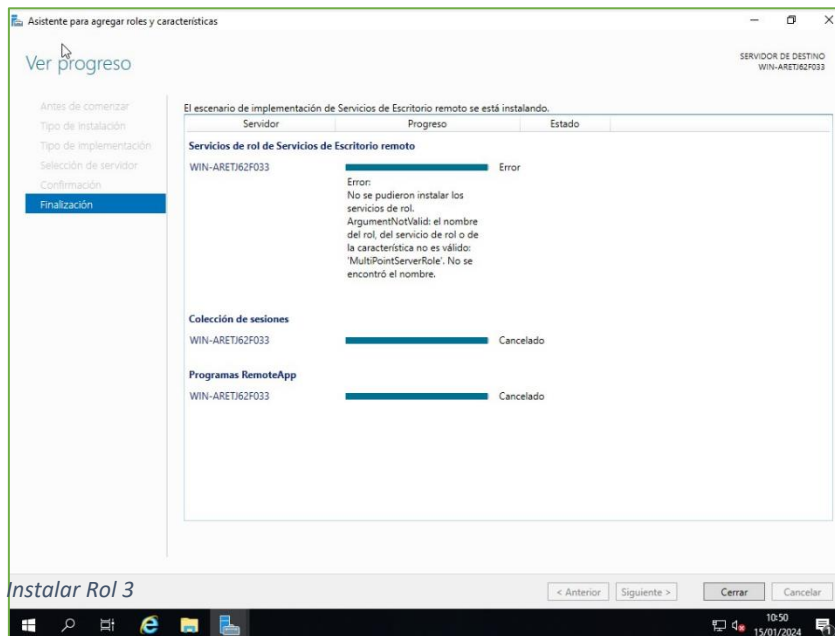 Asistente para agregar roles y características
Ver progreso
SERVIDOR DE DESTINO
WIN-ARETJ62F033
Antes de comenzar
Tipo de instalación
Tipo de implementación
Selección de servidor
Confirmación
Finalización
El escenario de implementación de Servicios de Escritorio remoto se está instalando.
Servidor Progreso Estado
Servicios de rol de Servicios de Escritorio remoto
WIN-ARETJ62F033 Error
Error:
No se pudieron instalar los
servicios de rol.
ArgumentNotValid: el nombre
del rol, del servicio de rol o de
la característica no es válido:
'MultiPointServerRole'. No se
encontró el nombre.
Colección de sesiones
WIN-ARETJ62F033 Cancelado
Programas RemoteApp
WIN-ARETJ62F033 Cancelado
Instalar Rol 3
< Anterior Siguiente > Cerrar Cancelar
10:50
15/01/2024